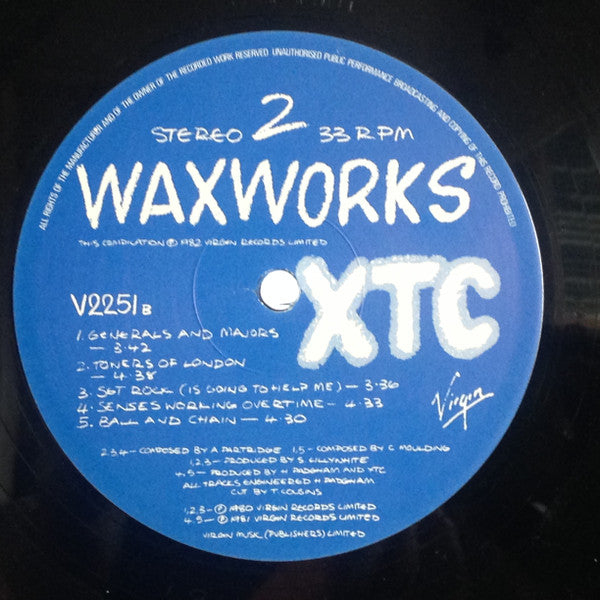 ALL RIGHTS OF THE MANUFACTURER AND OF THE OWNER OF THE RECORDED WORK RESERVED UNAUTHORISED PUBLIC PERFORMANCE BROADCASTING AND COPYING OF THIS RECORD PROHIBITED
STEREO 2 33 RPM
WAXWORKS
THIS COMPILATION ℗ 1982 VIRGIN RECORDS LIMITED
XTC
V2251 B
1. GENERALS AND MAJORS
— 3·42
2. TOWERS OF LONDON
— 4·38
3. SGT ROCK (IS GOING TO HELP ME) — 3·36
4. SENSES WORKING OVERTIME — 4·33
5. BALL AND CHAIN — 4·30
Virgin
2.3.4 — COMPOSED BY A PARTRIDGE 1.5 — COMPOSED BY C MOULDING
1,2,3 — PRODUCED BY S LILLYWHITE
4,5 — PRODUCED BY H PADGHAM AND XTC
ALL TRACKS ENGINEERED H PADGHAM
CUT BY T COUSINS
1,2,3 — ℗ 1980 VIRGIN RECORDS LIMITED
4,5 — ℗ 1981 VIRGIN RECORDS LIMITED
VIRGIN MUSIC (PUBLISHERS) LIMITED